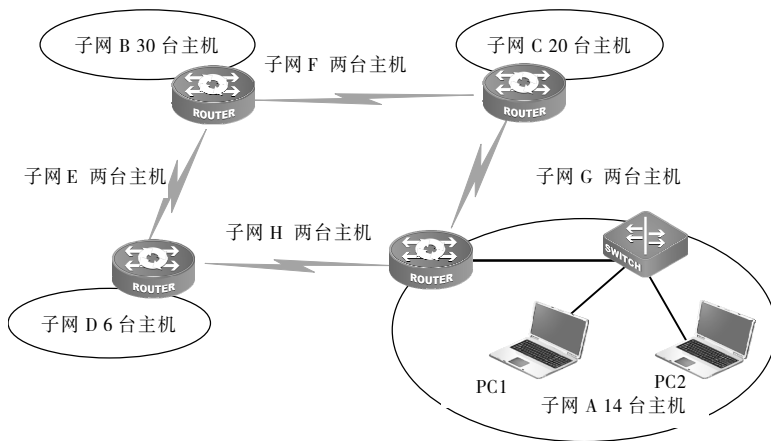 子网 B 30 台主机
子网 C 20 台主机
子网 F 两台主机
ROUTER
ROUTER
子网 E 两台主机
子网 G 两台主机
子网 H 两台主机
SWITCH
ROUTER
ROUTER
子网 D 6 台主机
PC1
PC2
子网 A 14 台主机